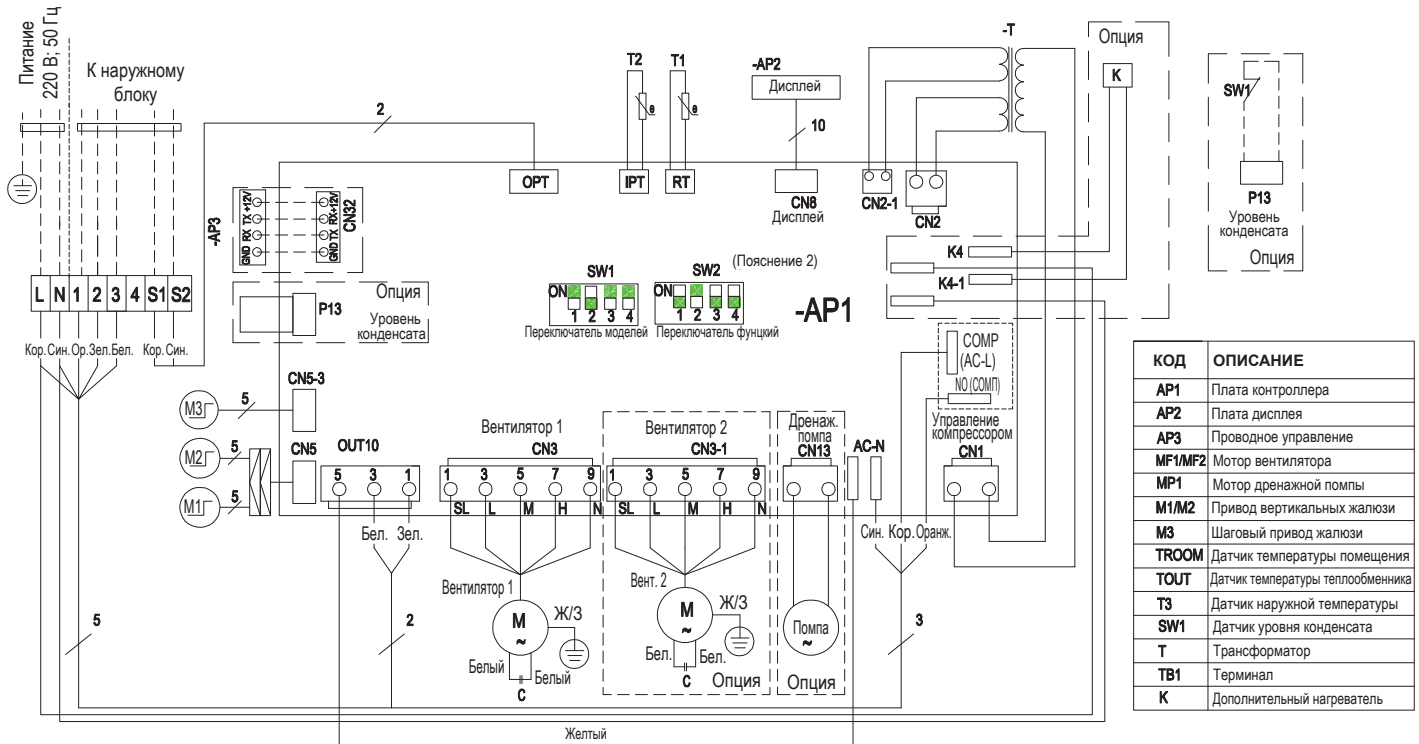 Питание
220 В; 50 Гц
К наружному
блоку
2
T2
T1
θ
θ
-AP2
Дисплей
10
-T
Опция
K
SW1
P13
Уровень
конденсата
Опция
OPT
IPT
RT
CN8
Дисплей
CN2-1
CN2
-AP3
GND RX TX +12V
GND TX RX+12V
CN32
K4
K4-1
(Пояснение 2)
SW1
ON
1 2 3 4
Переключатель моделей
SW2
ON
1 2 3 4
Переключатель фунцкий
-AP1
L N 1 2 3 4 S1 S2
Кор. Син. Ор. Зел. Бел. Кор. Син.
Опция
P13
Уровень
конденсата
COMP
(AC-L)
NO (СОМП)
Управление
компрессором
CN1
M3
5
CN5-3
M2
5
CN5
M1
5
OUT10
5 3 1
Бел. Зел.
Вентилятор 1
CN3
1 3 5 7 9
SL L M H N
Вентилятор 2
CN3-1
1 3 5 7 9
SL L M H N
Дренаж.
помпа
CN13
AC-N
Син. Кор. Оранж.
Вентилятор 1
M
~
Ж/З
Белый
Белый
C
Вент. 2
M
~
Ж/З
Бел.
Бел.
C
Опция
Помпа
~
Опция
5
2
3
Желтый
КОД ОПИСАНИЕ
AP1 Плата контроллера
AP2 Плата дисплея
AP3 Проводное управление
MF1/MF2 Мотор вентилятора
MP1 Мотор дренажной помпы
M1/M2 Привод вертикальных жалюзи
M3 Шаговый привод жалюзи
TROOM Датчик температуры помещения
TOUT Датчик температуры теплообменника
T3 Датчик наружной температуры
SW1 Датчик уровня конденсата
T Трансформатор
TB1 Терминал
K Дополнительный нагреватель